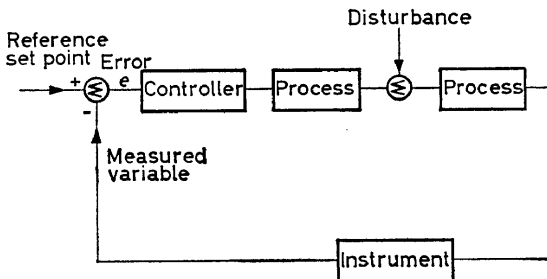 Disturbance
Reference
set point
Error
+
e
Σ
Controller
Process
Σ
Process
-
Measured
variable
Instrument